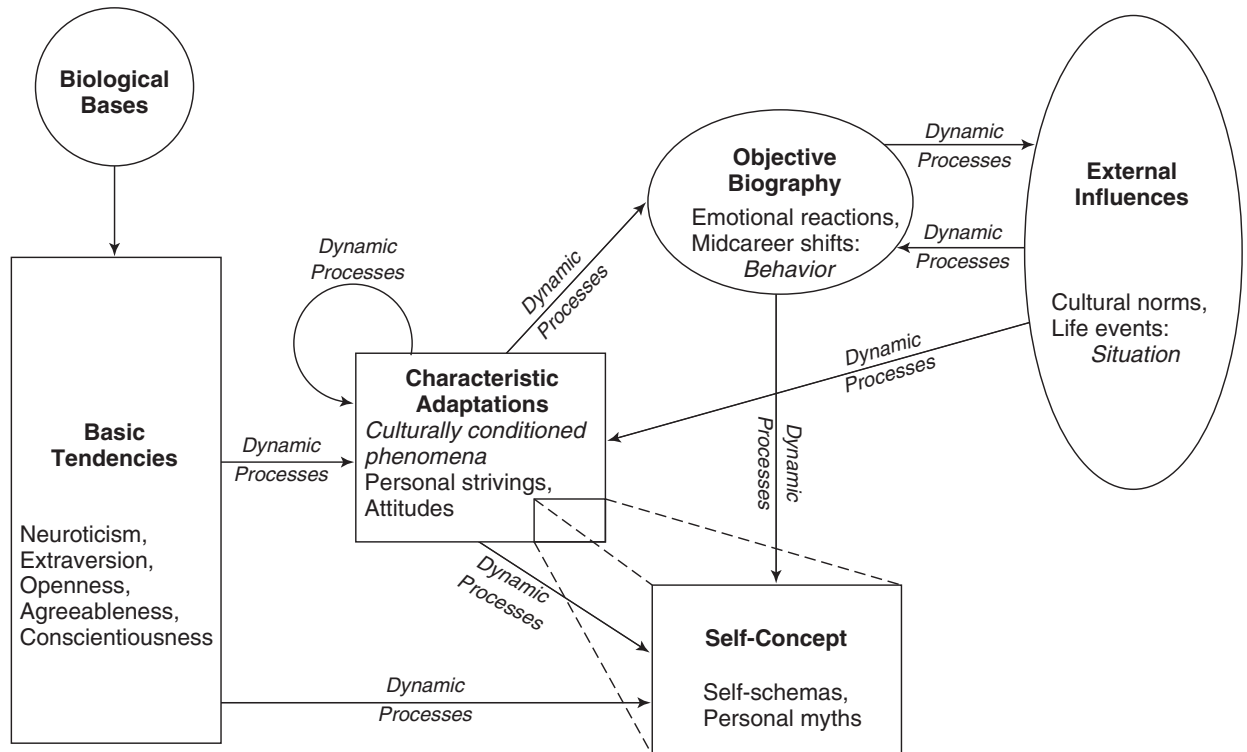 Biological
Bases
Basic
Tendencies
Neuroticism,
Extraversion,
Openness,
Agreeableness,
Conscientiousness
Dynamic
Processes
Dynamic
Processes
Characteristic
Adaptations
Culturally conditioned
phenomena
Personal strivings,
Attitudes
Dynamic
Processes
Objective
Biography
Emotional reactions,
Midcareer shifts:
Behavior
Dynamic
Processes
Dynamic
Processes
External
Influences
Cultural norms,
Life events:
Situation
Dynamic
Processes
Dynamic
Processes
Dynamic
Processes
Dynamic
Processes
Self-Concept
Self-schemas,
Personal myths